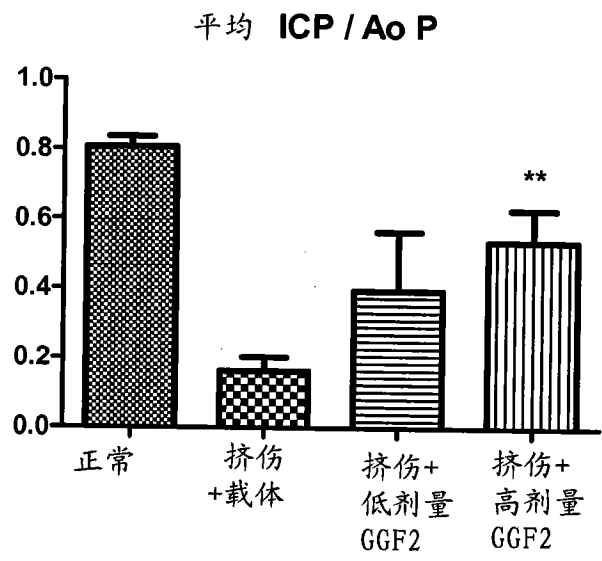 平均 ICP / Ao P
1.0
0.8
0.6
0.4
0.2
0.0
**
正常
挤伤
+载体
挤伤+
低剂量
GGF2
挤伤+
高剂量
GGF2